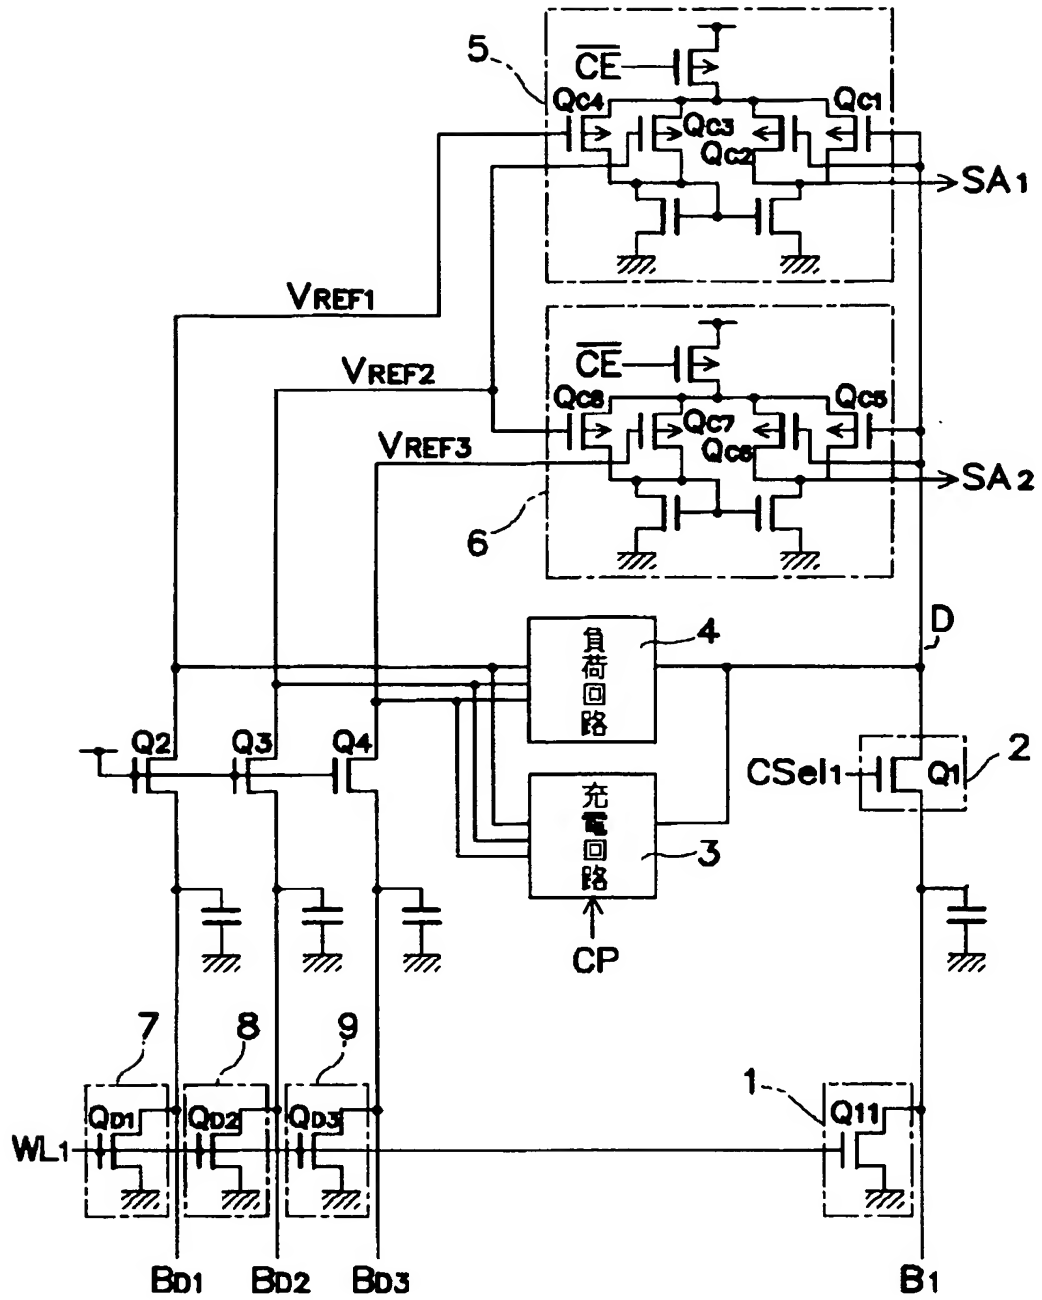 5
C̅E̅
QC4
QC1
QC3
QC2
SA1
VREF1
C̅E̅
VREF2
QC8
QC5
QC7
QC6
VREF3
SA2
6
D
負荷回路
4
Q2
Q3
Q4
CSel1
Q1
2
充電回路
3
CP
7
8
9
1
QD1
QD2
QD3
Q11
WL1
BD1
BD2
BD3
B1